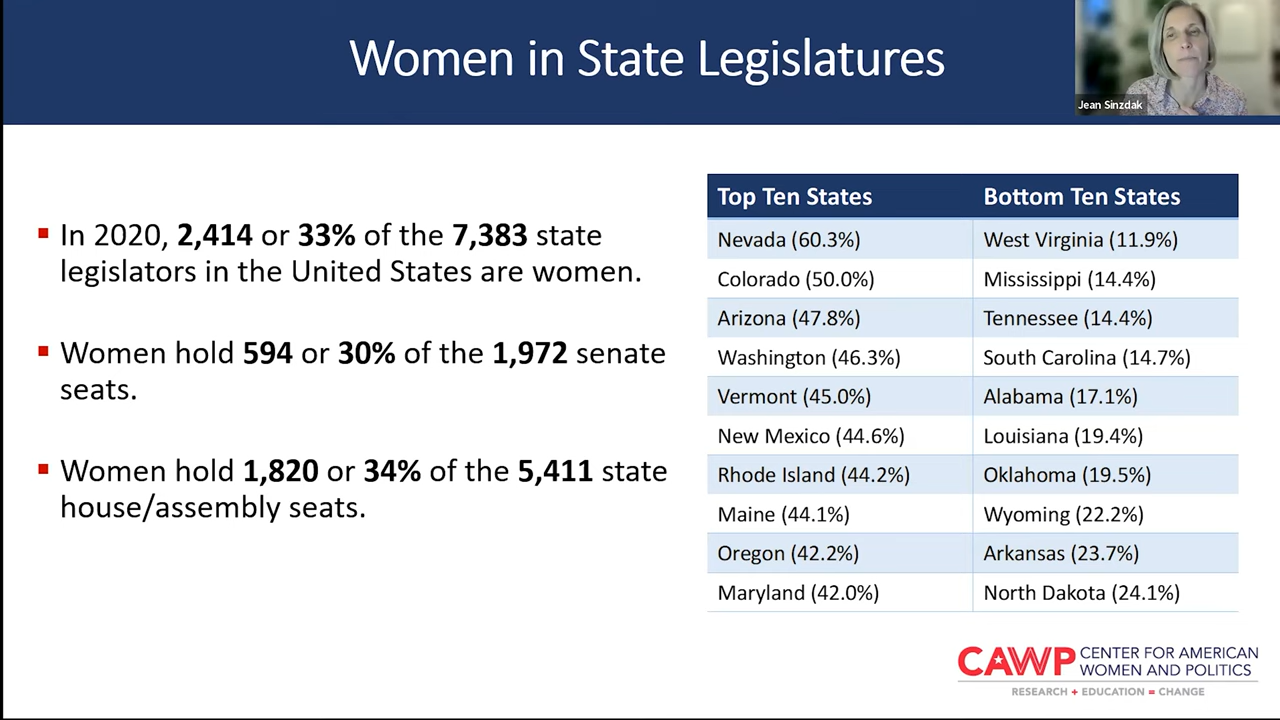 Women in State Legislatures
Jean Sinzdak
In 2020, 2,414 or 33% of the 7,383 state
legislators in the United States are women.
Women hold 594 or 30% of the 1,972 senate
seats.
Women hold 1,820 or 34% of the 5,411 state
house/assembly seats.
Top Ten States Bottom Ten States
Nevada (60.3%) West Virginia (11.9%)
Colorado (50.0%) Mississippi (14.4%)
Arizona (47.8%) Tennessee (14.4%)
Washington (46.3%) South Carolina (14.7%)
Vermont (45.0%) Alabama (17.1%)
New Mexico (44.6%) Louisiana (19.4%)
Rhode Island (44.2%) Oklahoma (19.5%)
Maine (44.1%) Wyoming (22.2%)
Oregon (42.2%) Arkansas (23.7%)
Maryland (42.0%) North Dakota (24.1%)
CAWP CENTER FOR AMERICAN
WOMEN AND POLITICS
RESEARCH + EDUCATION = CHANGE